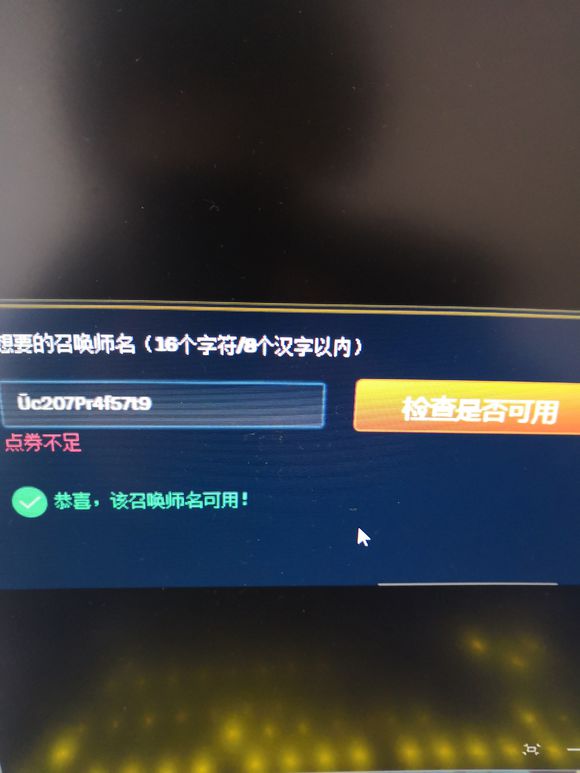 想要的召唤师名（16个字符/8个汉字以内）
Ūc207Pr4f57t9
检查是否可用
点券不足
恭喜，该召唤师名可用！